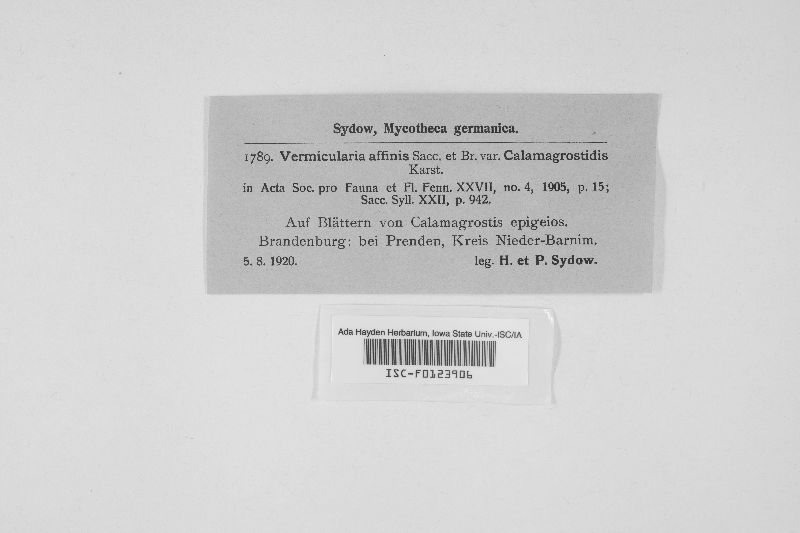 Sydow, Mycotheca germanica.
1789. Vermicularia affinis Sacc. et Br. var. Calamagrostidis
Karst.
in Acta Soc. pro Fauna et Fl. Fenn. XXVII, no. 4, 1905, p. 15;
Sacc. Syll. XXII, p. 942.
Auf Blättern von Calamagrostis epigeios.
Brandenburg: bei Prenden, Kreis Nieder-Barnim.
5. 8. 1920. leg. H. et P. Sydow.
Ada Hayden Herbarium, Iowa State Univ.-ISC/IA
ISC-F0123906